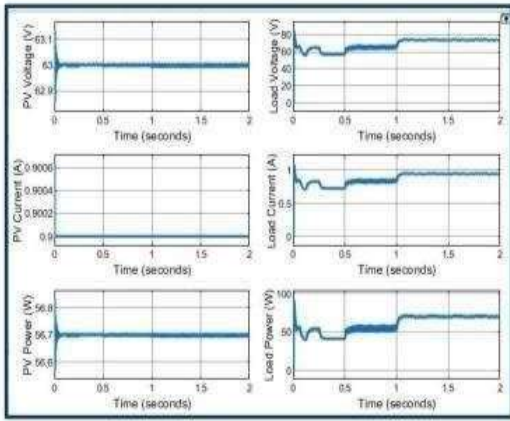 PV Voltage (V)
63.1
63
62.9
0 0.5 1 1.5 2
Time (seconds)
Load Voltage (V)
80
60
40
20
0
0 0.5 1 1.5 2
Time (seconds)
PV Current (A)
0.9006
0.9004
0.9002
0.9
0 0.5 1 1.5 2
Time (seconds)
Load Current (A)
1
0.5
0
0 0.5 1 1.5 2
Time (seconds)
PV Power (W)
56.8
56.7
56.6
0 0.5 1 1.5 2
Time (seconds)
Load Power (W)
100
50
0
0 0.5 1 1.5 2
Time (seconds)